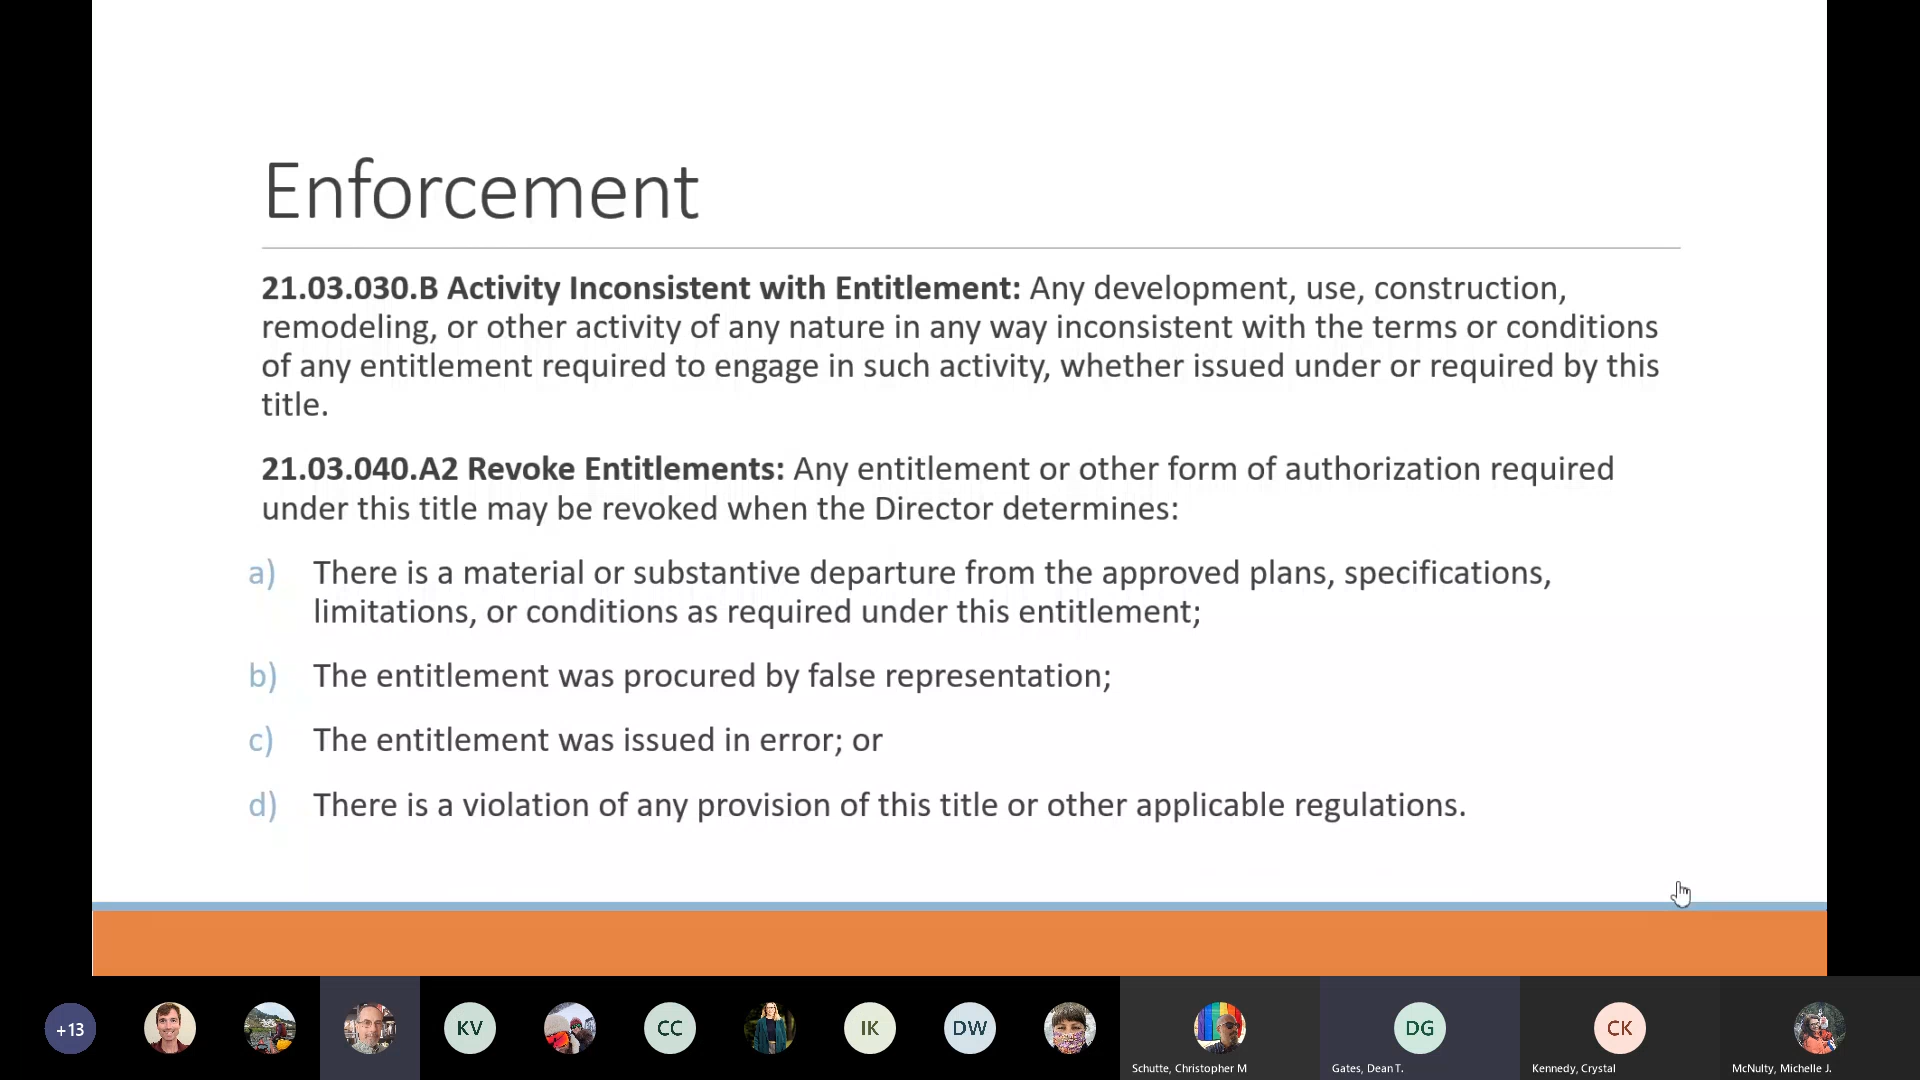 Enforcement
21.03.030.B Activity Inconsistent with Entitlement: Any development, use, construction,
remodeling, or other activity of any nature in any way inconsistent with the terms or conditions
of any entitlement required to engage in such activity, whether issued under or required by this
title.
21.03.040.A2 Revoke Entitlements: Any entitlement or other form of authorization required
under this title may be revoked when the Director determines:
a) There is a material or substantive departure from the approved plans, specifications,
limitations, or conditions as required under this entitlement;
b) The entitlement was procured by false representation;
c) The entitlement was issued in error; or
d) There is a violation of any provision of this title or other applicable regulations.
+13 KV CC IK DW DG CK
Schutte, Christopher M Gates, Dean T. Kennedy, Crystal McNulty, Michelle J.